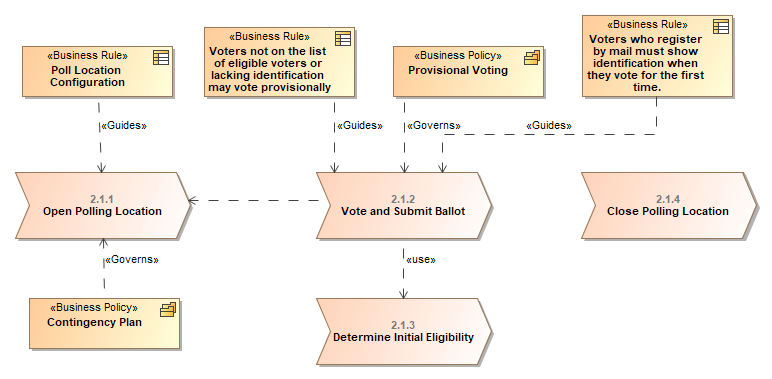 «Business Rule»
Poll Location
Configuration
«Business Rule»
Voters not on the list
of eligible voters or
lacking identification
may vote provisionally
«Business Policy»
Provisional Voting
«Business Rule»
Voters who register
by mail must show
identification when
they vote for the first
time.
«Guides»
«Guides»
«Governs»
«Guides»
2.1.1
Open Polling Location
2.1.2
Vote and Submit Ballot
2.1.4
Close Polling Location
«Governs»
«use»
«Business Policy»
Contingency Plan
2.1.3
Determine Initial Eligibility